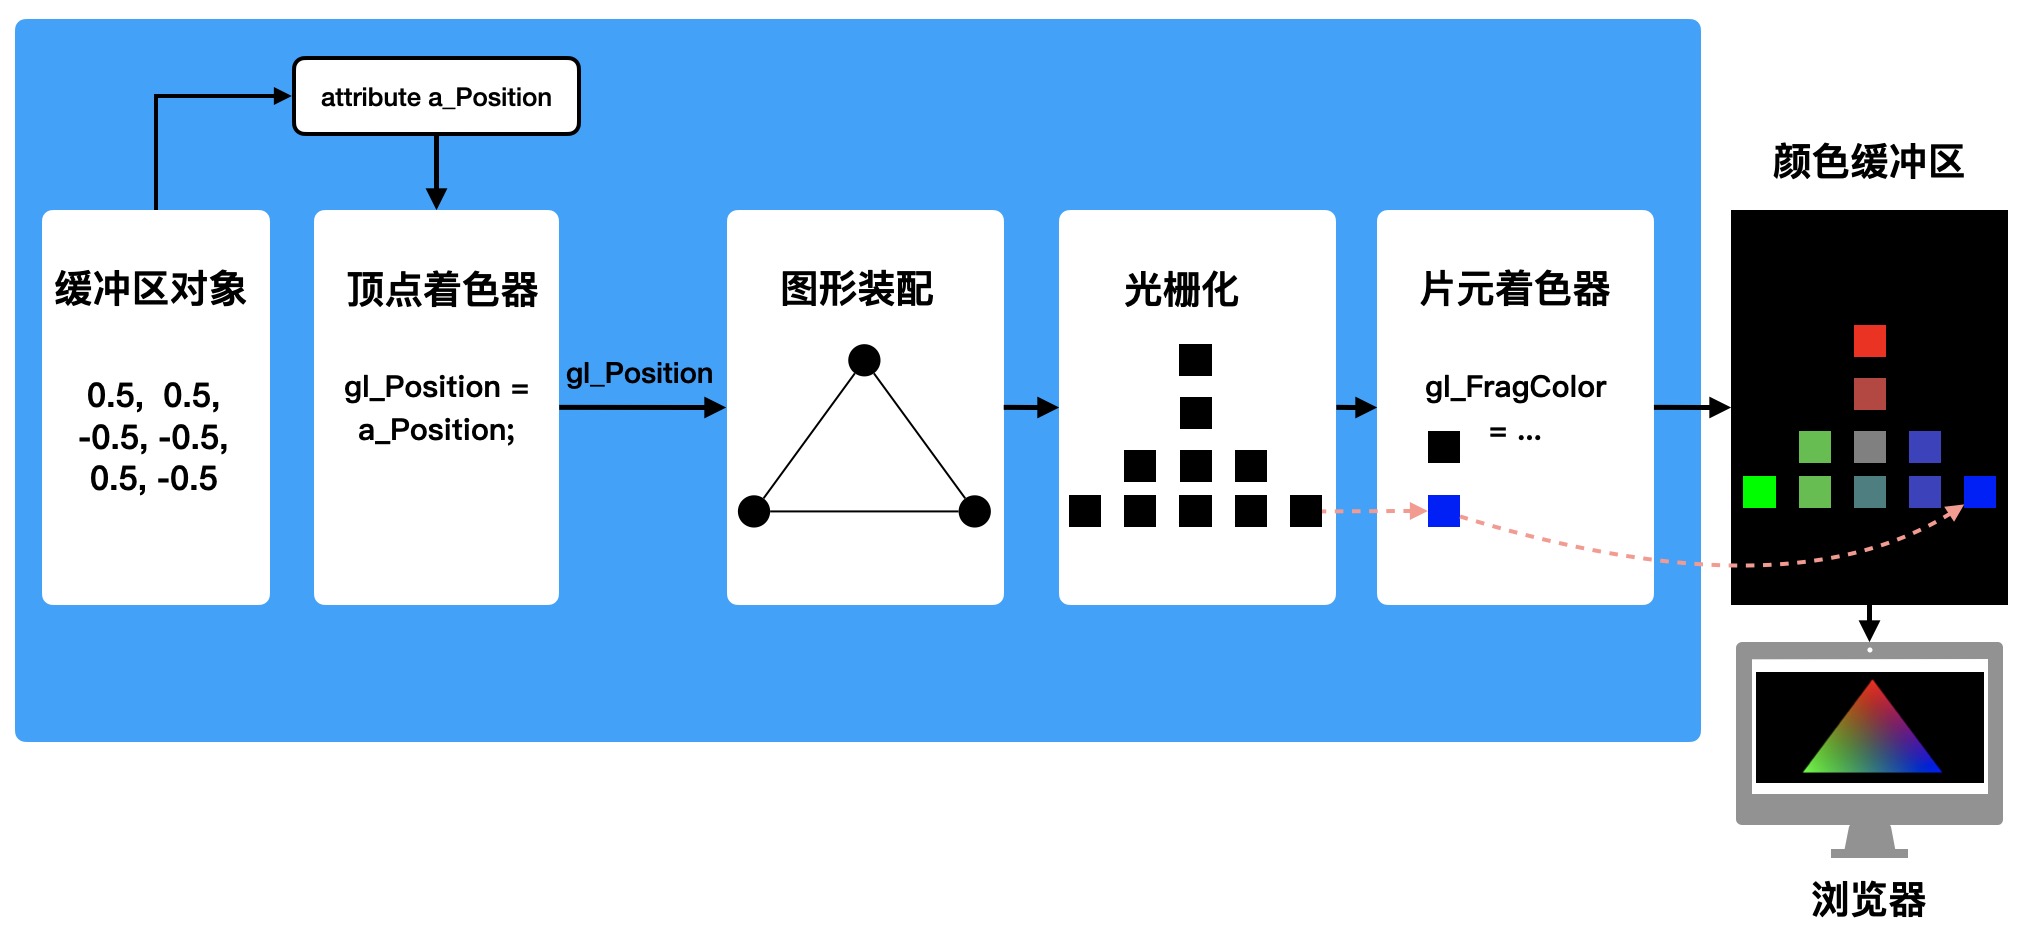 attribute a_Position
缓冲区对象
0.5, 0.5,
-0.5, -0.5,
0.5, -0.5
顶点着色器
gl_Position =
a_Position;
gl_Position
图形装配
光栅化
片元着色器
gl_FragColor
= ...
颜色缓冲区
浏览器